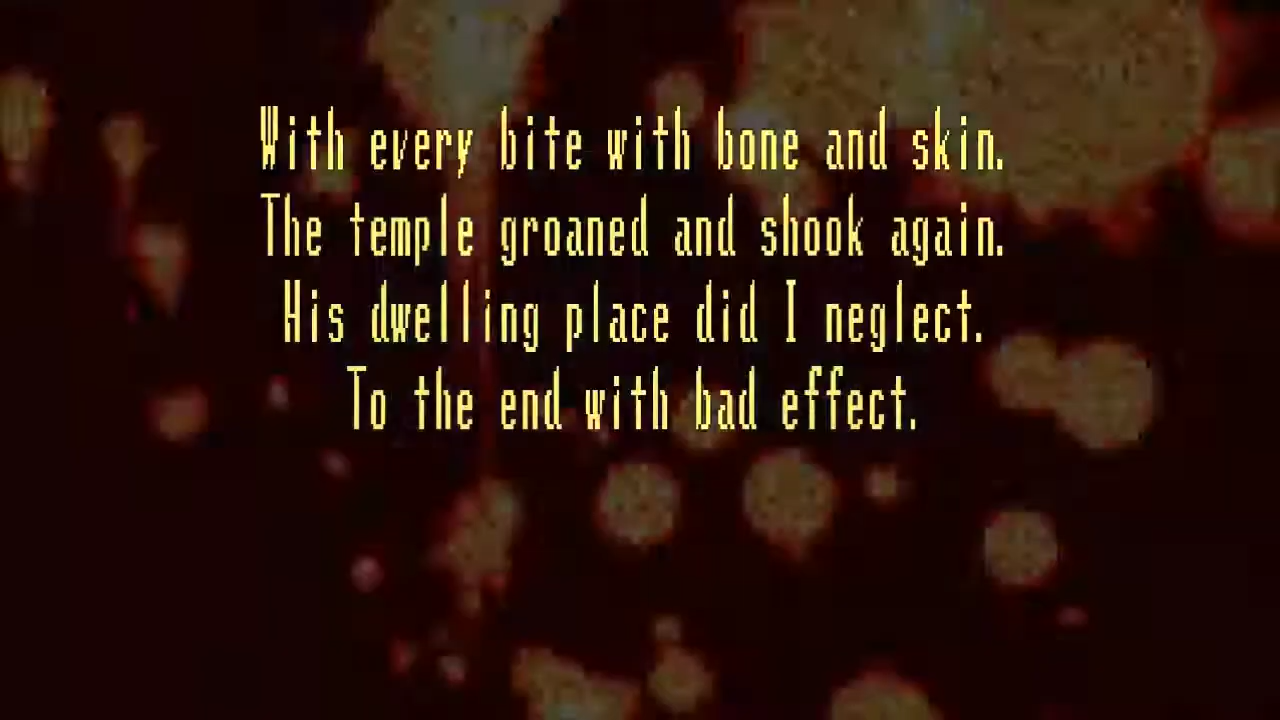 With every bite with bone and skin.
The temple groaned and shook again.
His dwelling place did I neglect.
To the end with bad effect.